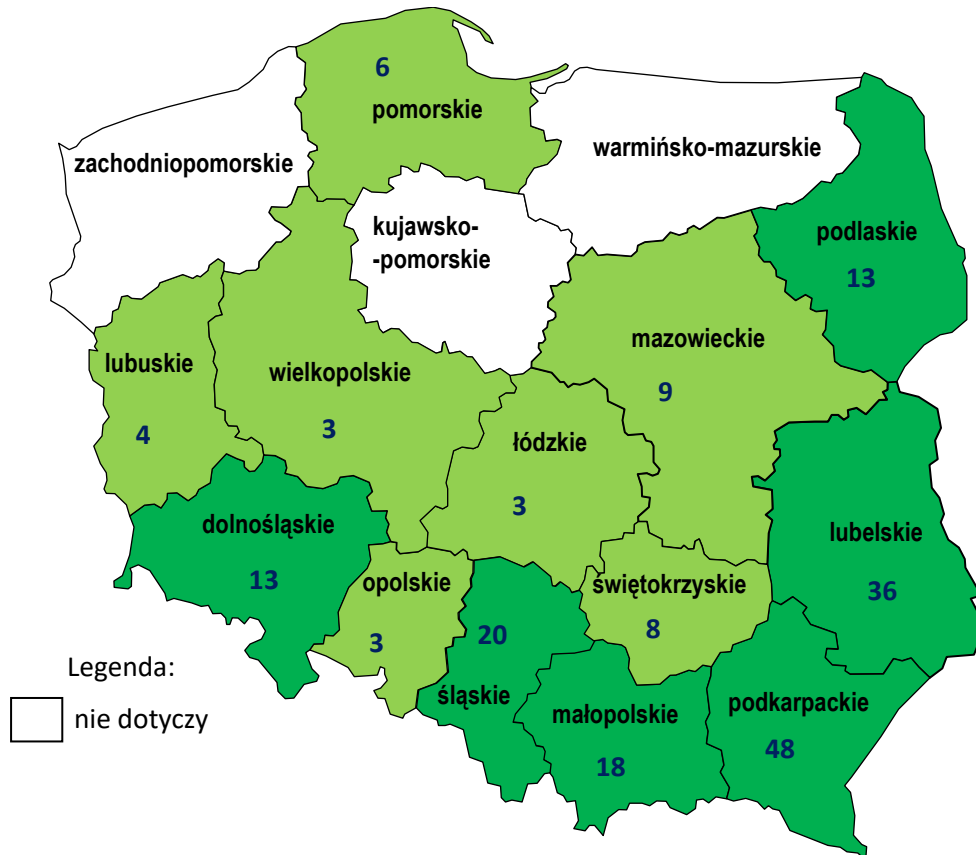 6
pomorskie
zachodniopomorskie
warmińsko-mazurskie
kujawsko-
-pomorskie
podlaskie
13
mazowieckie
9
lubuskie
4
wielkopolskie
3
łódzkie
3
dolnośląskie
13
lubelskie
36
opolskie
3
świętokrzyskie
8
20
śląskie
małopolskie
18
podkarpackie
48
Legenda:
nie dotyczy